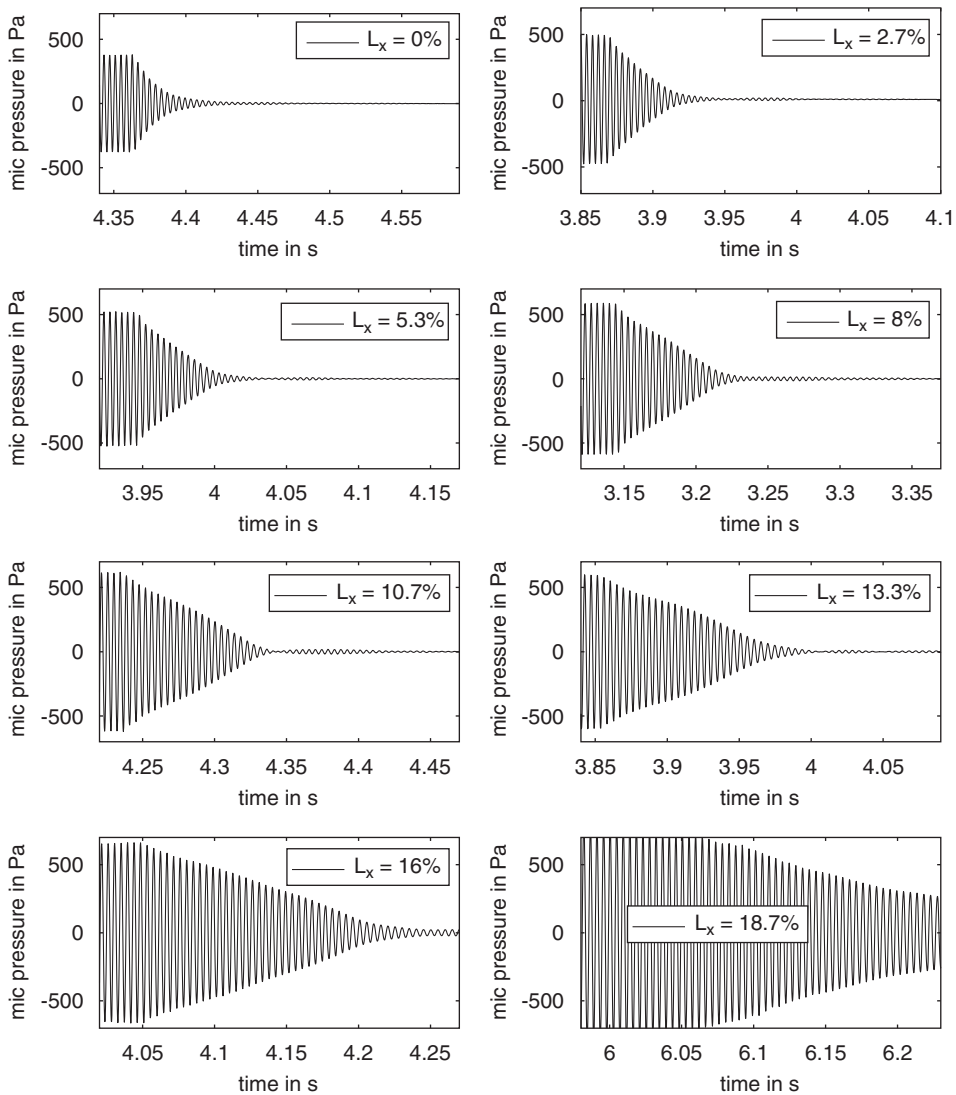 mic pressure in Pa
500
0
-500
L_x = 0%
4.35 4.4 4.45 4.5 4.55
time in s
mic pressure in Pa
500
0
-500
L_x = 2.7%
3.85 3.9 3.95 4 4.05 4.1
time in s
mic pressure in Pa
500
0
-500
L_x = 5.3%
3.95 4 4.05 4.1 4.15
time in s
mic pressure in Pa
500
0
-500
L_x = 8%
3.15 3.2 3.25 3.3 3.35
time in s
mic pressure in Pa
500
0
-500
L_x = 10.7%
4.25 4.3 4.35 4.4 4.45
time in s
mic pressure in Pa
500
0
-500
L_x = 13.3%
3.85 3.9 3.95 4 4.05
time in s
mic pressure in Pa
500
0
-500
L_x = 16%
4.05 4.1 4.15 4.2 4.25
time in s
mic pressure in Pa
500
0
-500
L_x = 18.7%
6 6.05 6.1 6.15 6.2
time in s